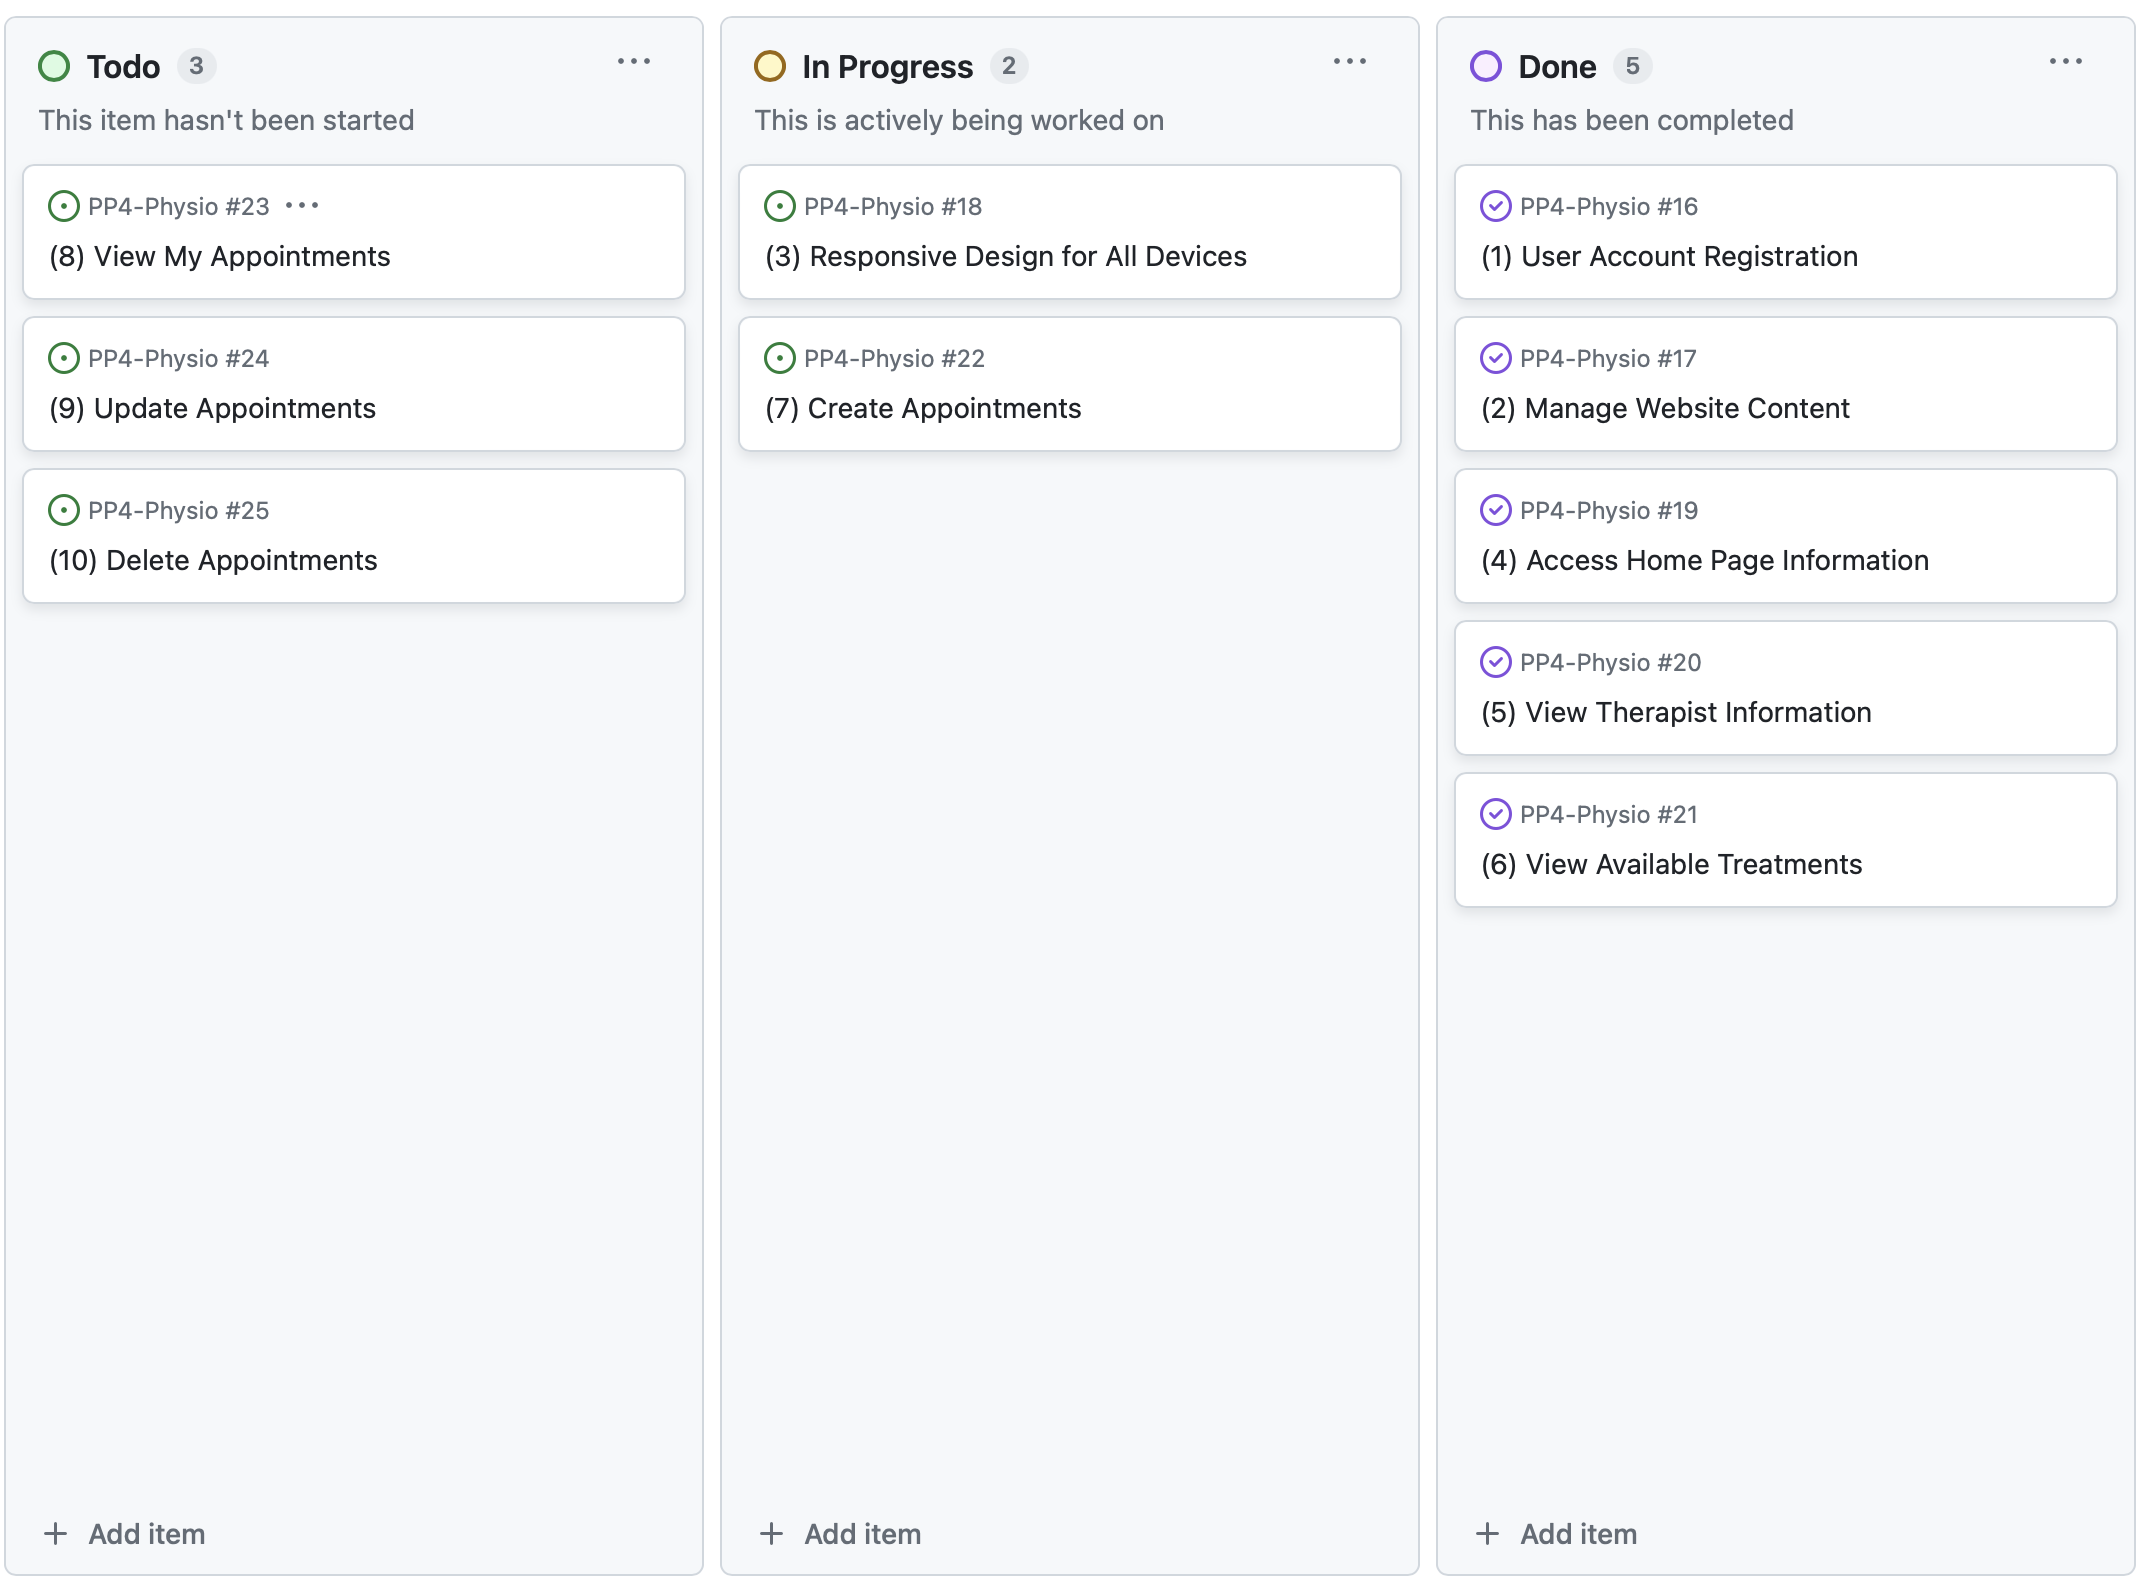 Todo 3
This item hasn't been started
PP4-Physio #23
(8) View My Appointments
PP4-Physio #24
(9) Update Appointments
PP4-Physio #25
(10) Delete Appointments
Add item
In Progress 2
This is actively being worked on
PP4-Physio #18
(3) Responsive Design for All Devices
PP4-Physio #22
(7) Create Appointments
Add item
Done 5
This has been completed
PP4-Physio #16
(1) User Account Registration
PP4-Physio #17
(2) Manage Website Content
PP4-Physio #19
(4) Access Home Page Information
PP4-Physio #20
(5) View Therapist Information
PP4-Physio #21
(6) View Available Treatments
Add item